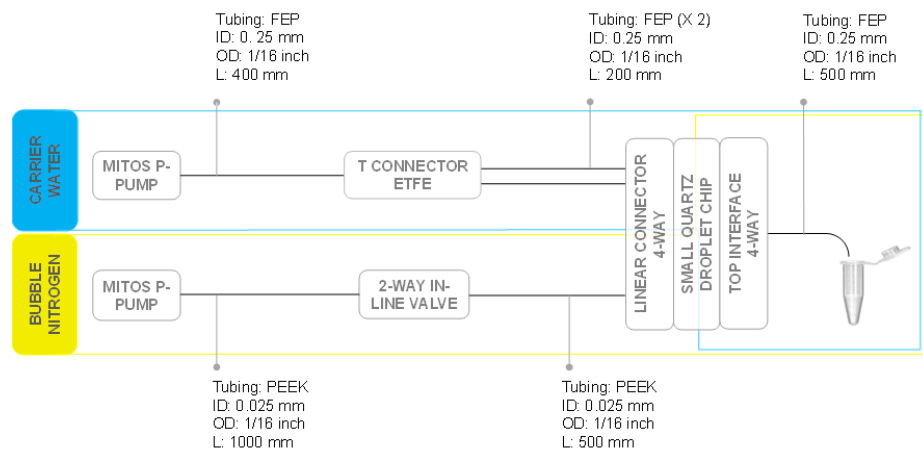 Tubing: FEP
ID: 0. 25 mm
OD: 1/16 inch
L: 400 mm
Tubing: FEP (X 2)
ID: 0.25 mm
OD: 1/16 inch
L: 200 mm
Tubing: FEP
ID: 0.25 mm
OD: 1/16 inch
L: 500 mm
CARRIER
WATER
MITOS P-
PUMP
T CONNECTOR
ETFE
LINEAR CONNECTOR
4-WAY
SMALL QUARTZ
DROPLET CHIP
TOP INTERFACE
4-WAY
BUBBLE
NITROGEN
MITOS P-
PUMP
2-WAY IN-
LINE VALVE
Tubing: PEEK
ID: 0.025 mm
OD: 1/16 inch
L: 1000 mm
Tubing: PEEK
ID: 0.025 mm
OD: 1/16 inch
L: 500 mm